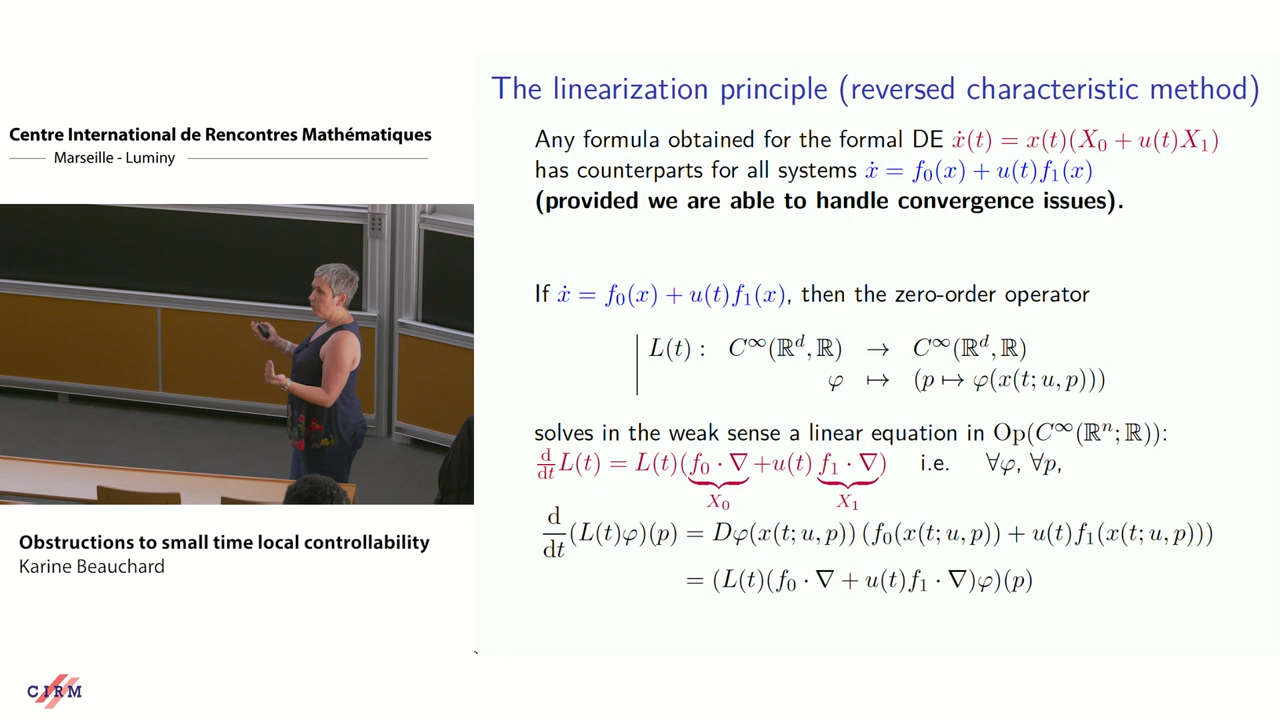 Centre International de Rencontres Mathématiques
Marseille - Luminy
Obstructions to small time local controllability
Karine Beauchard
CIRM
The linearization principle (reversed characteristic method)
Any formula obtained for the formal DE ẋ(t) = x(t)(X₀ + u(t)X₁)
has counterparts for all systems ẋ = f₀(x) + u(t)f₁(x)
(provided we are able to handle convergence issues).
If ẋ = f₀(x) + u(t)f₁(x), then the zero-order operator
L(t) : C^∞(ℝ^d, ℝ) → C^∞(ℝ^d, ℝ)
φ ↦ (p ↦ φ(x(t; u, p)))
solves in the weak sense a linear equation in Op(C^∞(ℝ^n; ℝ)):
d/dt L(t) = L(t)(f₀ · ∇ +u(t) f₁ · ∇) i.e. ∀φ, ∀p,
X₀ X₁
d/dt (L(t)φ)(p) = Dφ(x(t; u, p)) (f₀(x(t; u, p)) + u(t)f₁(x(t; u, p)))
= (L(t)(f₀ · ∇ + u(t)f₁ · ∇)φ)(p)